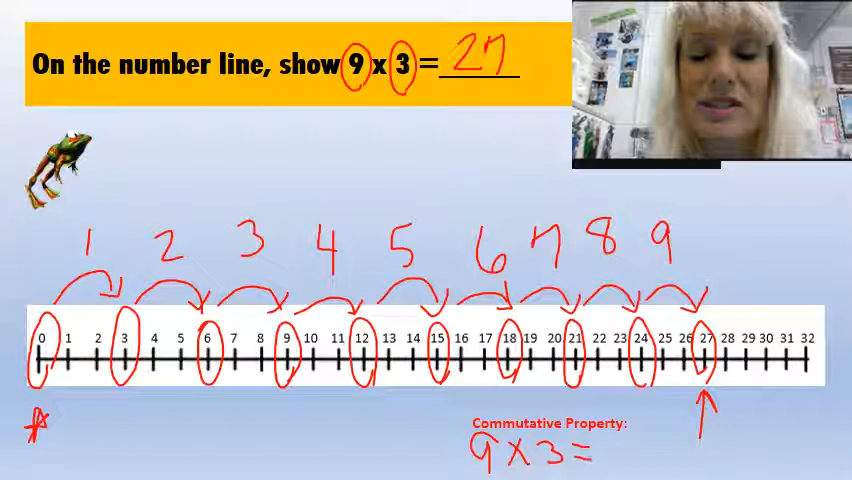 On the number line, show 9 x 3 = 27
1 2 3 4 5 6 7 8 9
0 1 2 3 4 5 6 7 8 9 10 11 12 13 14 15 16 17 18 19 20 21 22 23 24 25 26 27 28 29 30 31 32
Commutative Property:
9 x 3 =